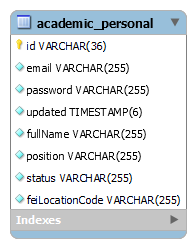 academic_personal
id VARCHAR(36)
email VARCHAR(255)
password VARCHAR(255)
updated TIMESTAMP(6)
fullName VARCHAR(255)
position VARCHAR(255)
status VARCHAR(255)
feiLocationCode VARCHAR(255)
Indexes